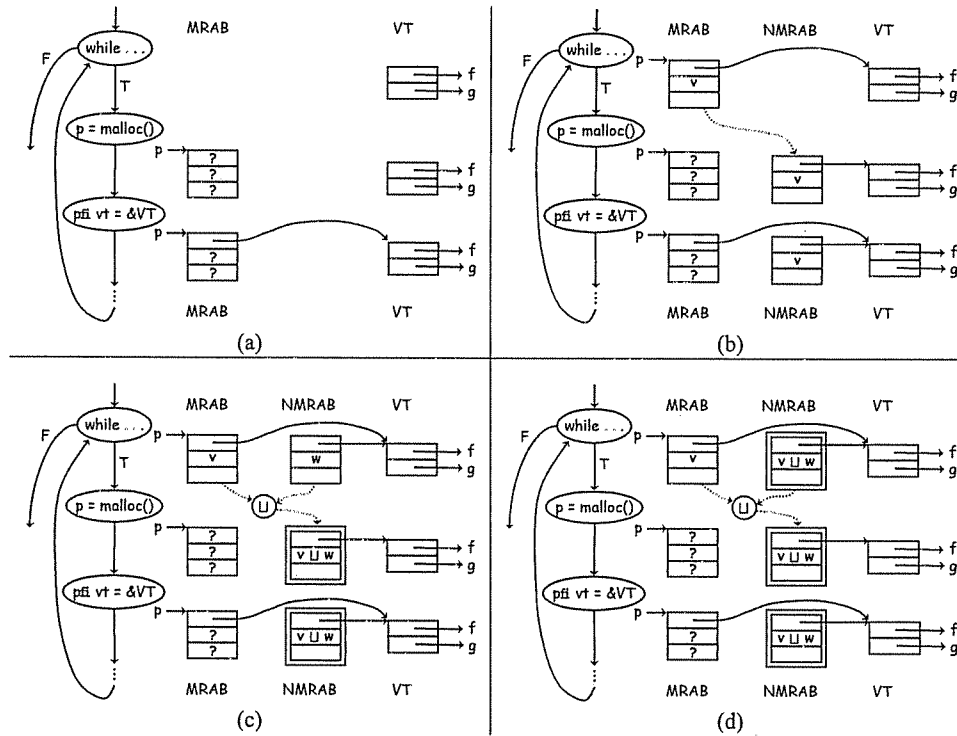 MRAB VT
while . . .
F
T
f
g
p = malloc()
p
?
?
?
f
g
pfi vt = &VT
p
?
?
f
g
MRAB VT
(a)
MRAB NMRAB VT
while . . .
F
p
v
T
f
g
p = malloc()
p
?
?
?
v
f
g
pfi vt = &VT
p
?
?
v
f
g
MRAB NMRAB VT
(b)
MRAB NMRAB VT
while . . .
F
p
v
w
T
f
g
p = malloc()
⊔
p
?
?
?
v ⊔ w
f
g
pfi vt = &VT
p
?
?
v ⊔ w
f
g
MRAB NMRAB VT
(c)
MRAB NMRAB VT
while . . .
F
p
v
v ⊔ w
T
f
g
p = malloc()
⊔
p
?
?
?
v ⊔ w
f
g
pfi vt = &VT
p
?
?
v ⊔ w
f
g
MRAB NMRAB VT
(d)